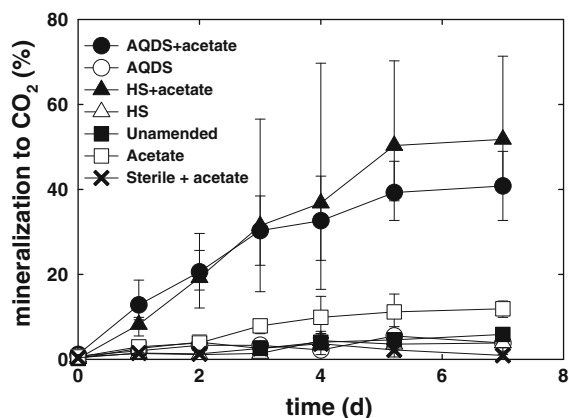 80
60
40
20
0
mineralization to CO₂ (%)
AQDS+acetate
AQDS
HS+acetate
HS
Unamended
Acetate
Sterile + acetate
0 2 4 6 8
time (d)